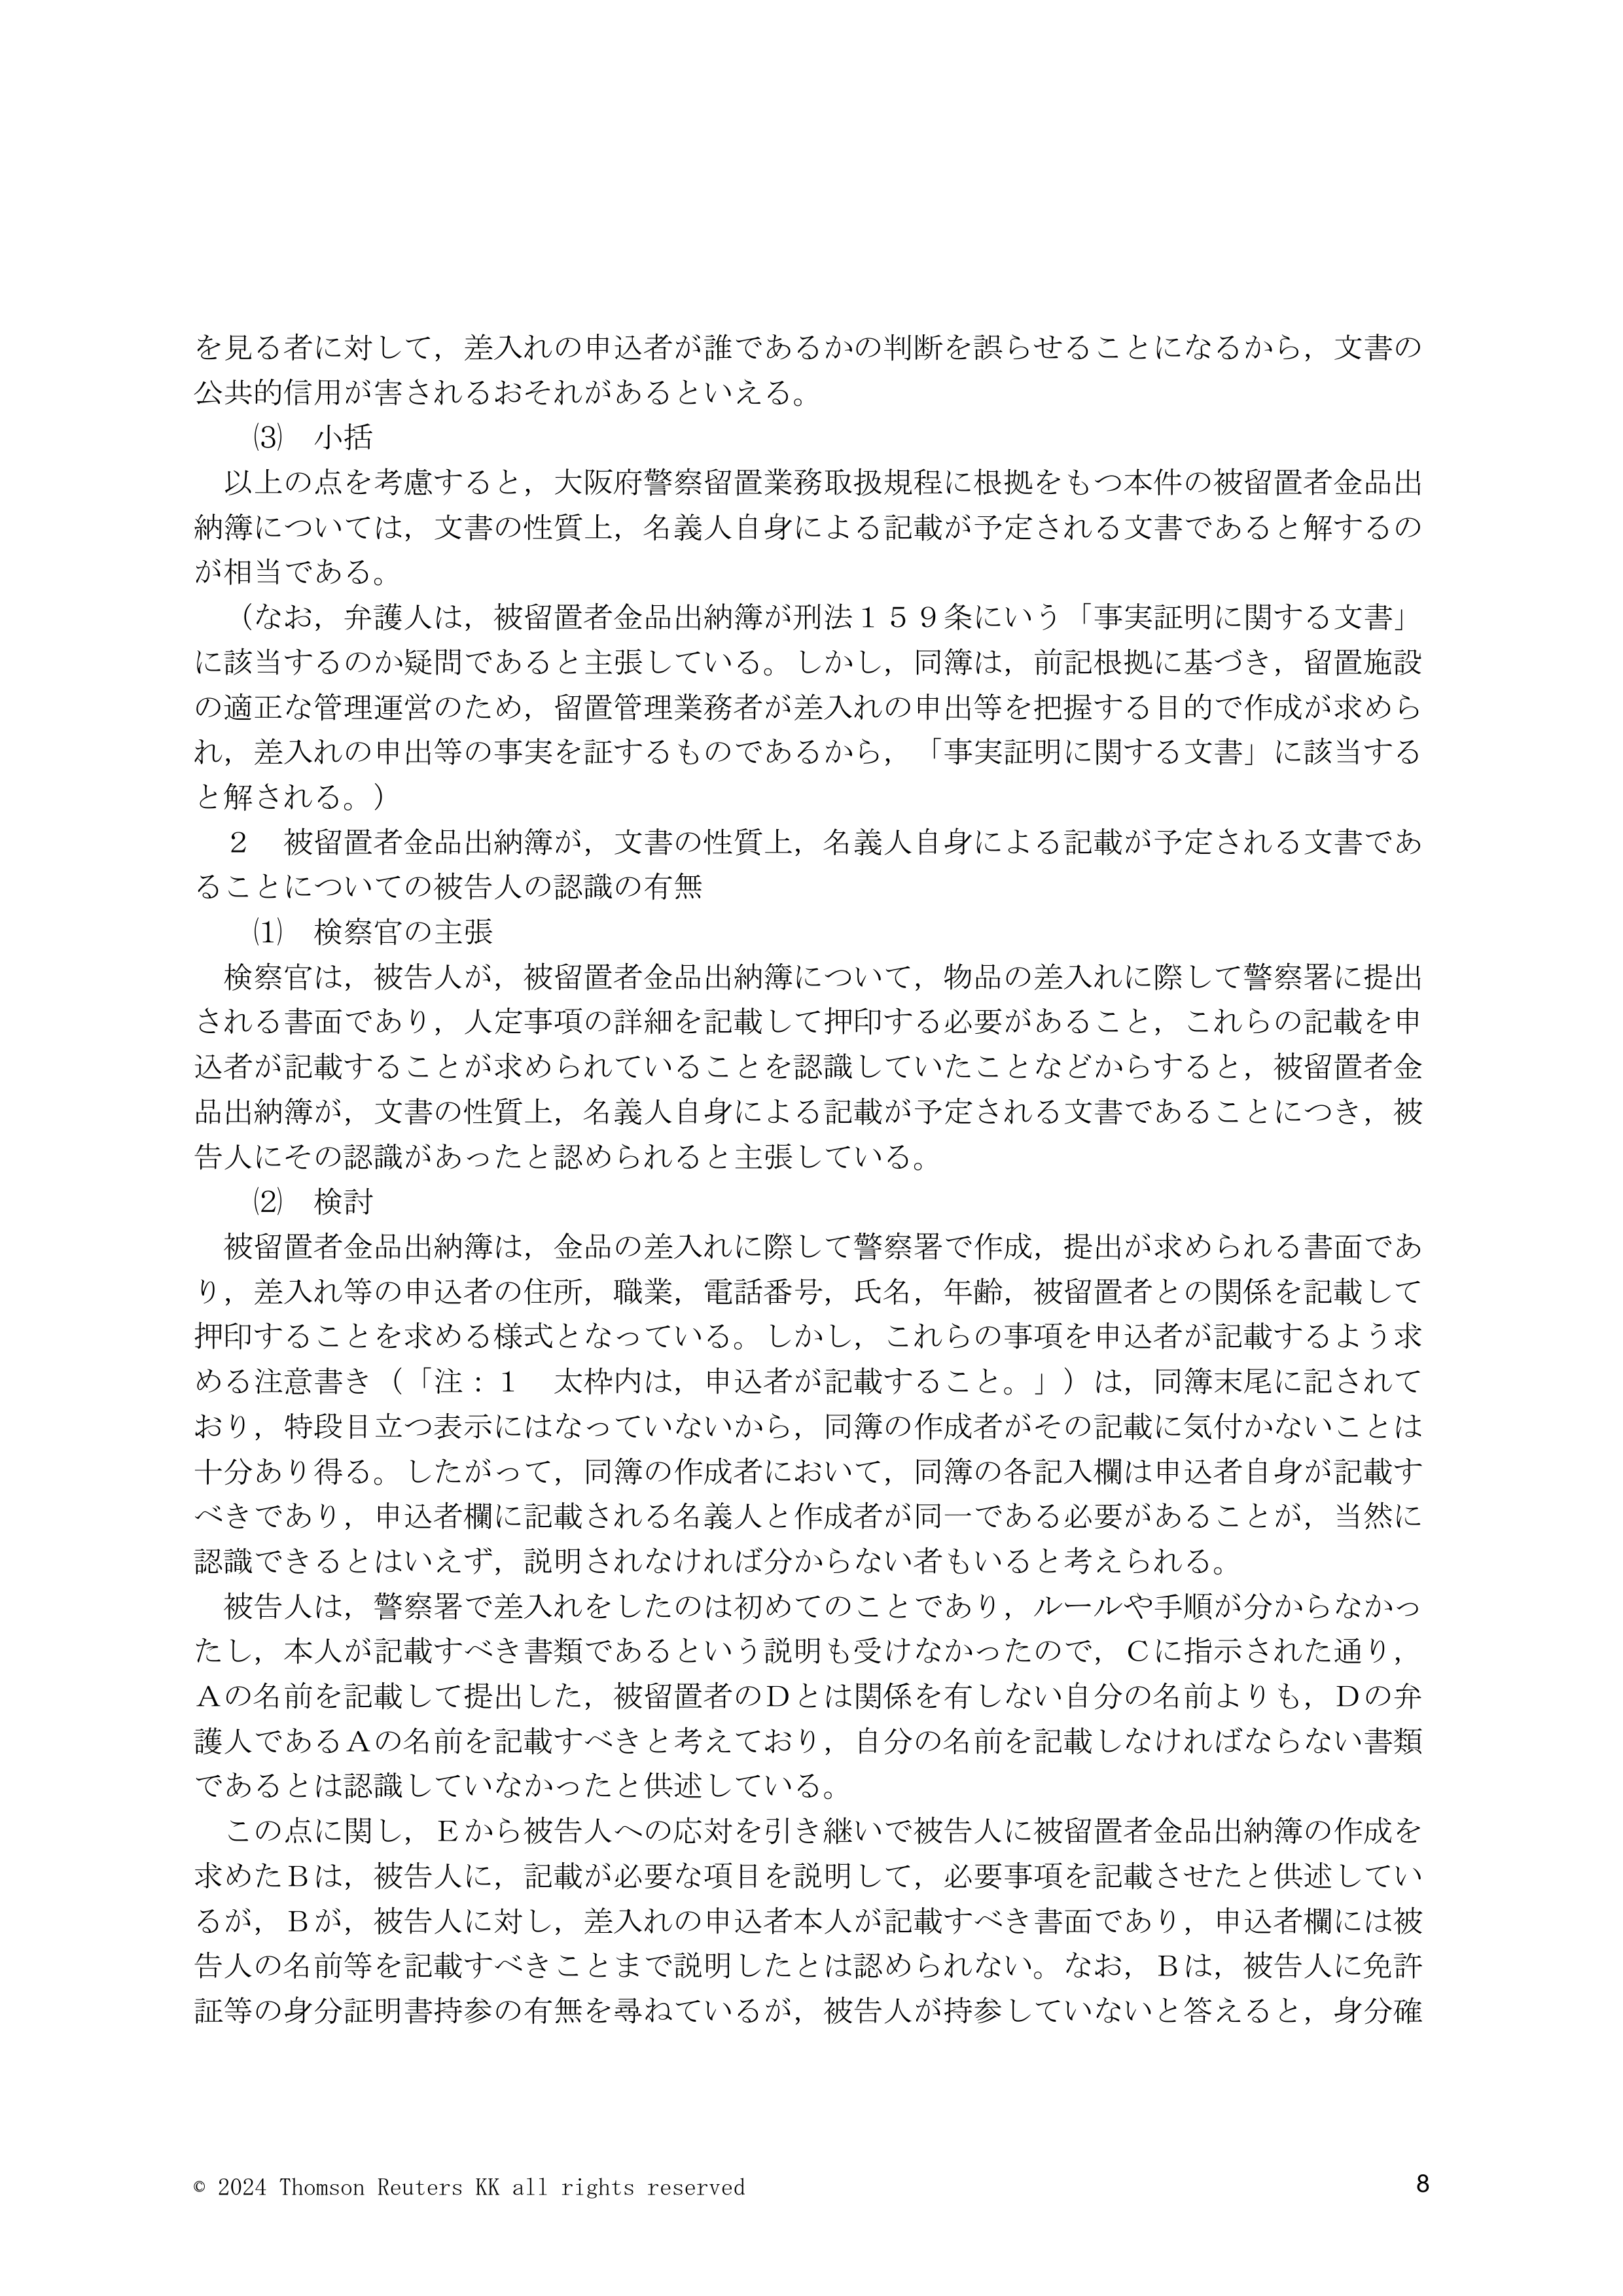 を見る者に対して，差入れの申込者が誰であるかの判断を誤らせることになるから，文書の
公共的信用が害されるおそれがあるといえる。
⑶　小括
以上の点を考慮すると，大阪府警察留置業務取扱規程に根拠をもつ本件の被留置者金品出
納簿については，文書の性質上，名義人自身による記載が予定される文書であると解するの
が相当である。
（なお，弁護人は，被留置者金品出納簿が刑法１５９条にいう「事実証明に関する文書」
に該当するのか疑問であると主張している。しかし，同簿は，前記根拠に基づき，留置施設
の適正な管理運営のため，留置管理業務者が差入れの申出等を把握する目的で作成が求めら
れ，差入れの申出等の事実を証するものであるから，「事実証明に関する文書」に該当する
と解される。）
２　被留置者金品出納簿が，文書の性質上，名義人自身による記載が予定される文書であ
ることについての被告人の認識の有無
⑴　検察官の主張
検察官は，被告人が，被留置者金品出納簿について，物品の差入れに際して警察署に提出
される書面であり，人定事項の詳細を記載して押印する必要があること，これらの記載を申
込者が記載することが求められていることを認識していたことなどからすると，被留置者金
品出納簿が，文書の性質上，名義人自身による記載が予定される文書であることにつき，被
告人にその認識があったと認められると主張している。
⑵　検討
被留置者金品出納簿は，金品の差入れに際して警察署で作成，提出が求められる書面であ
り，差入れ等の申込者の住所，職業，電話番号，氏名，年齢，被留置者との関係を記載して
押印することを求める様式となっている。しかし，これらの事項を申込者が記載するよう求
める注意書き（「注：１　太枠内は，申込者が記載すること。」）は，同簿末尾に記されて
おり，特段目立つ表示にはなっていないから，同簿の作成者がその記載に気付かないことは
十分あり得る。したがって，同簿の作成者において，同簿の各記入欄は申込者自身が記載す
べきであり，申込者欄に記載される名義人と作成者が同一である必要があることが，当然に
認識できるとはいえず，説明されなければ分からない者もいると考えられる。
被告人は，警察署で差入れをしたのは初めてのことであり，ルールや手順が分からなかっ
たし，本人が記載すべき書類であるという説明も受けなかったので，Ｃに指示された通り，
Ａの名前を記載して提出した，被留置者のＤとは関係を有しない自分の名前よりも，Ｄの弁
護人であるＡの名前を記載すべきと考えており，自分の名前を記載しなければならない書類
であるとは認識していなかったと供述している。
この点に関し，Ｅから被告人への応対を引き継いで被告人に被留置者金品出納簿の作成を
求めたＢは，被告人に，記載が必要な項目を説明して，必要事項を記載させたと供述してい
るが，Ｂが，被告人に対し，差入れの申込者本人が記載すべき書面であり，申込者欄には被
告人の名前等を記載すべきことまで説明したとは認められない。なお，Ｂは，被告人に免許
証等の身分証明書持参の有無を尋ねているが，被告人が持参していないと答えると，身分確
© 2024 Thomson Reuters KK all rights reserved
8